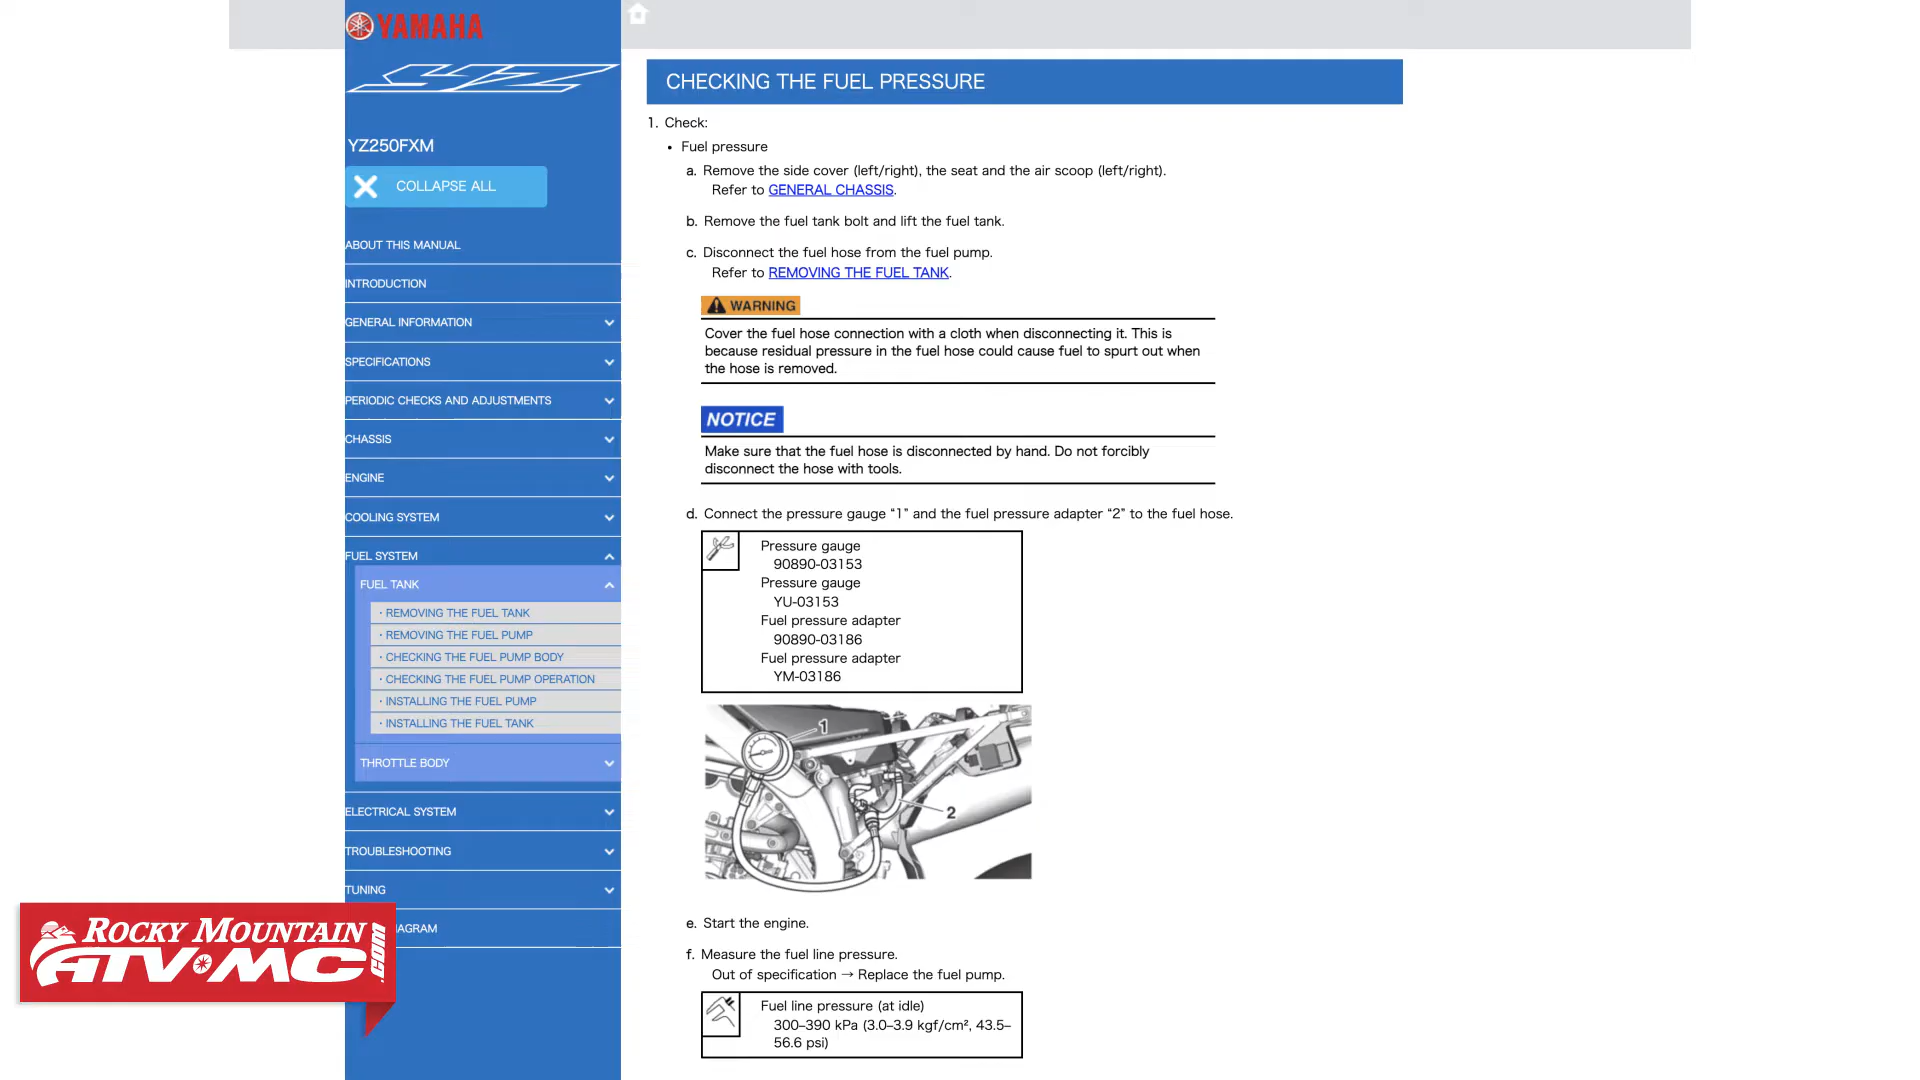 YAMAHA
YZ
YZ250FXM
COLLAPSE ALL
ABOUT THIS MANUAL
INTRODUCTION
GENERAL INFORMATION
SPECIFICATIONS
PERIODIC CHECKS AND ADJUSTMENTS
CHASSIS
ENGINE
COOLING SYSTEM
FUEL SYSTEM
FUEL TANK
・REMOVING THE FUEL TANK
・REMOVING THE FUEL PUMP
・CHECKING THE FUEL PUMP BODY
・CHECKING THE FUEL PUMP OPERATION
・INSTALLING THE FUEL PUMP
・INSTALLING THE FUEL TANK
THROTTLE BODY
ELECTRICAL SYSTEM
TROUBLESHOOTING
TUNING
AGRAM
ROCKY MOUNTAIN
ATV MC .COM
CHECKING THE FUEL PRESSURE
1. Check:
• Fuel pressure
a. Remove the side cover (left/right), the seat and the air scoop (left/right).
Refer to GENERAL CHASSIS.
b. Remove the fuel tank bolt and lift the fuel tank.
c. Disconnect the fuel hose from the fuel pump.
Refer to REMOVING THE FUEL TANK.
WARNING
Cover the fuel hose connection with a cloth when disconnecting it. This is
because residual pressure in the fuel hose could cause fuel to spurt out when
the hose is removed.
NOTICE
Make sure that the fuel hose is disconnected by hand. Do not forcibly
disconnect the hose with tools.
d. Connect the pressure gauge “1” and the fuel pressure adapter “2” to the fuel hose.
Pressure gauge
90890-03153
Pressure gauge
YU-03153
Fuel pressure adapter
90890-03186
Fuel pressure adapter
YM-03186
1
2
e. Start the engine.
f. Measure the fuel line pressure.
Out of specification → Replace the fuel pump.
Fuel line pressure (at idle)
300–390 kPa (3.0–3.9 kgf/cm², 43.5–
56.6 psi)